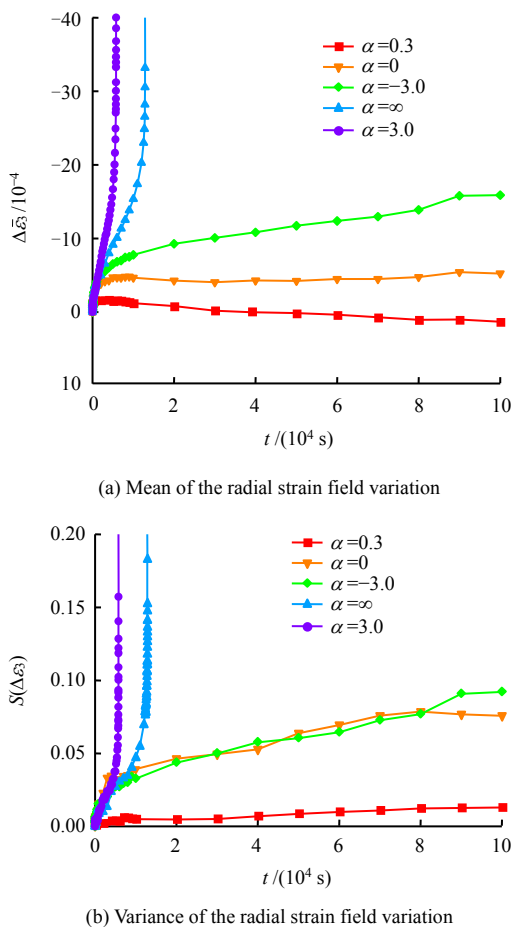 −40
−30
−20
−10
0
10
Δε̄₃ /10⁻⁴
α=0.3
α=0
α=−3.0
α=∞
α=3.0
0 2 4 6 8 10
t /(10⁴ s)
(a) Mean of the radial strain field variation
0.20
0.15
0.10
0.05
0.00
S(Δε₃)
α=0.3
α=0
α=−3.0
α=∞
α=3.0
0 2 4 6 8 10
t /(10⁴ s)
(b) Variance of the radial strain field variation